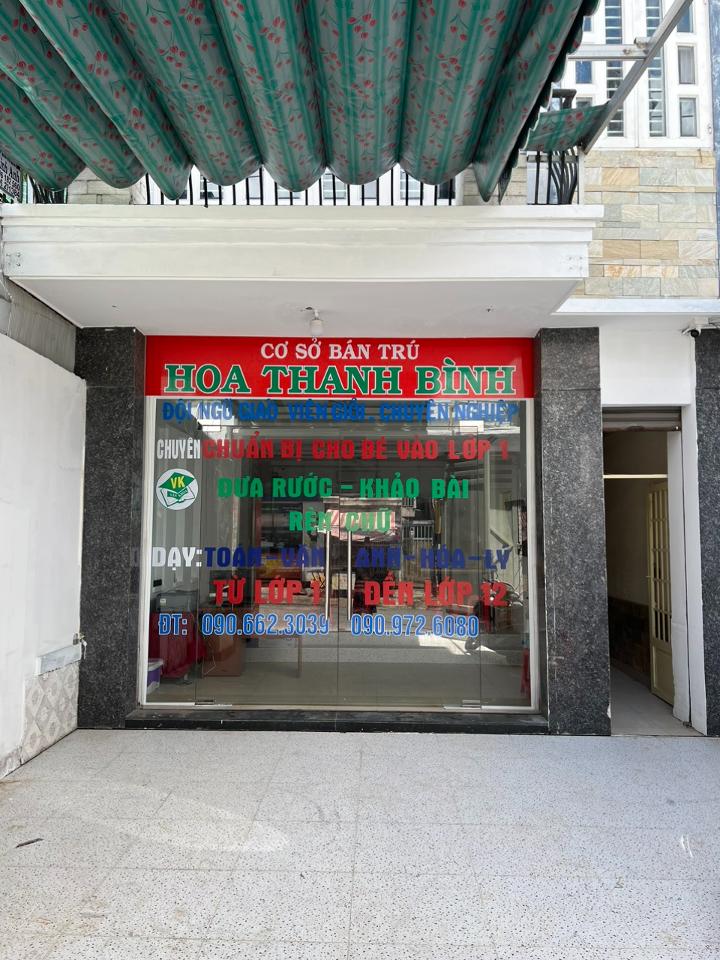 CƠ SỞ BÁN TRÚ
HOA THANH BÌNH
ĐỘI NGŨ GIÁO VIÊN GIỎI - CHUYÊN NGHIỆP
CHUYÊN CHUẨN BỊ CHO BÉ VÀO LỚP 1
VK
ĐƯA RƯỚC - KHẢO BÀI
RÈN CHỮ
DẠY: TOÁN-VĂN ANH-HÓA-LÝ
TỪ LỚP 1 ĐẾN LỚP 12
ĐT: 090.662.3039 090.972.6080